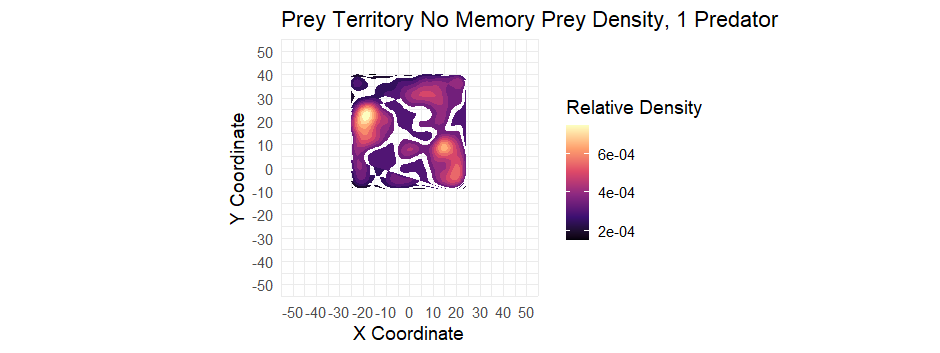 Prey Territory No Memory Prey Density, 1 Predator
Y Coordinate
50
40
30
20
10
0
-10
-20
-30
-40
-50
-50 -40 -30 -20 -10 0 10 20 30 40 50
X Coordinate
Relative Density
6e-04
4e-04
2e-04